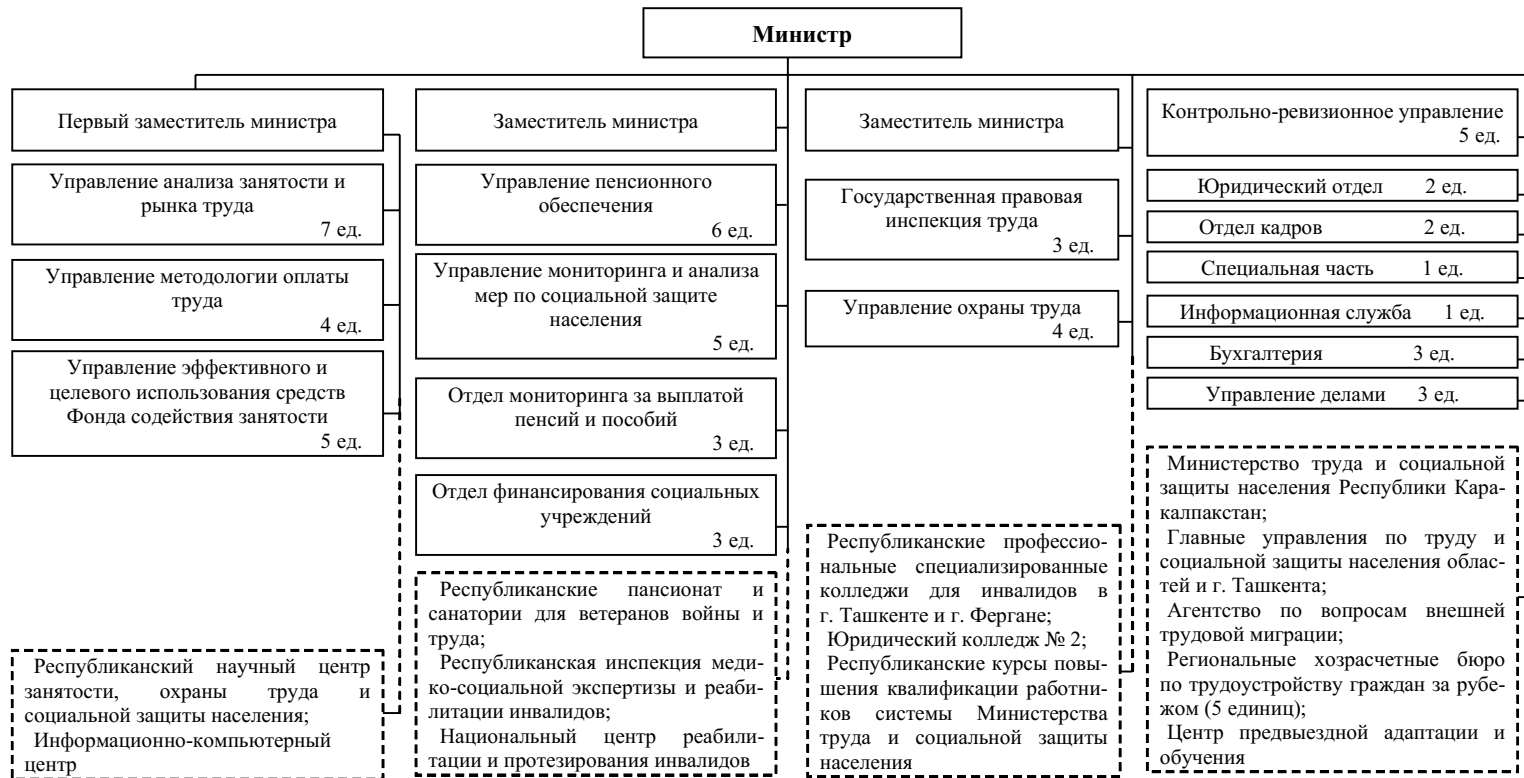 Министр
Первый заместитель министра
Управление анализа занятости и
рынка труда
7 ед.
Управление методологии оплаты
труда
4 ед.
Управление эффективного и
целевого использования средств
Фонда содействия занятости
5 ед.
Республиканский научный центр
занятости, охраны труда и
социальной защиты населения;
Информационно-компьютерный
центр
Заместитель министра
Управление пенсионного
обеспечения
6 ед.
Управление мониторинга и анализа
мер по социальной защите
населения
5 ед.
Отдел мониторинга за выплатой
пенсий и пособий
3 ед.
Отдел финансирования социальных
учреждений
3 ед.
Республиканские пансионат и
санатории для ветеранов войны и
труда;
Республиканская инспекция меди-
ко-социальной экспертизы и реаби-
литации инвалидов;
Национальный центр реабили-
тации и протезирования инвалидов
Заместитель министра
Государственная правовая
инспекция труда
3 ед.
Управление охраны труда
4 ед.
Республиканские профессио-
нальные специализированные
колледжи для инвалидов в
г. Ташкенте и г. Фергане;
Юридический колледж № 2;
Республиканские курсы повы-
шения квалификации работни-
ков системы Министерства
труда и социальной защиты
населения
Контрольно-ревизионное управление
5 ед.
Юридический отдел 2 ед.
Отдел кадров 2 ед.
Специальная часть 1 ед.
Информационная служба 1 ед.
Бухгалтерия 3 ед.
Управление делами 3 ед.
Министерство труда и социальной
защиты населения Республики Кара-
калпакстан;
Главные управления по труду и
социальной защиты населения облас-
тей и г. Ташкента;
Агентство по вопросам внешней
трудовой миграции;
Региональные хозрасчетные бюро
по трудоустройству граждан за рубе-
жом (5 единиц);
Центр предвыездной адаптации и
обучения